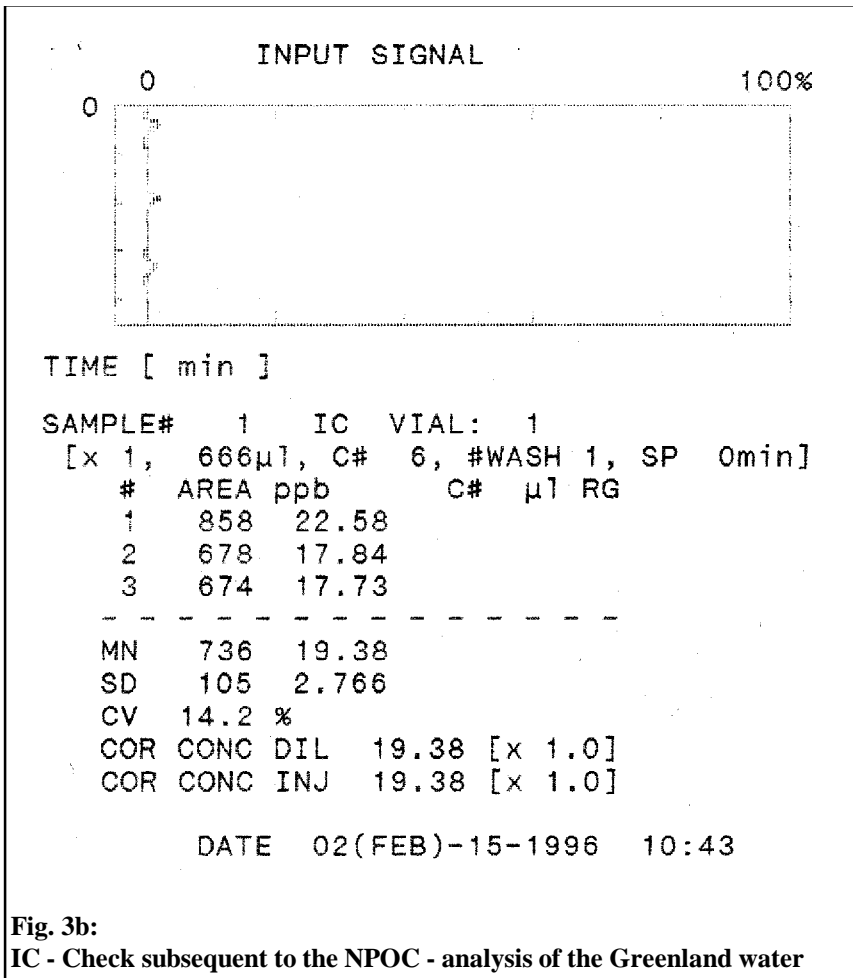 INPUT SIGNAL
0 100%
0
TIME [ min ]
SAMPLE# 1 IC VIAL: 1
[x 1, 666µl, C# 6, #WASH 1, SP 0min]
# AREA ppb C# µl RG
1 858 22.58
2 678 17.84
3 674 17.73
- - - - - - - - - - - - - -
MN 736 19.38
SD 105 2.766
CV 14.2 %
COR CONC DIL 19.38 [x 1.0]
COR CONC INJ 19.38 [x 1.0]
DATE 02(FEB)-15-1996 10:43
Fig. 3b:
IC - Check subsequent to the NPOC - analysis of the Greenland water